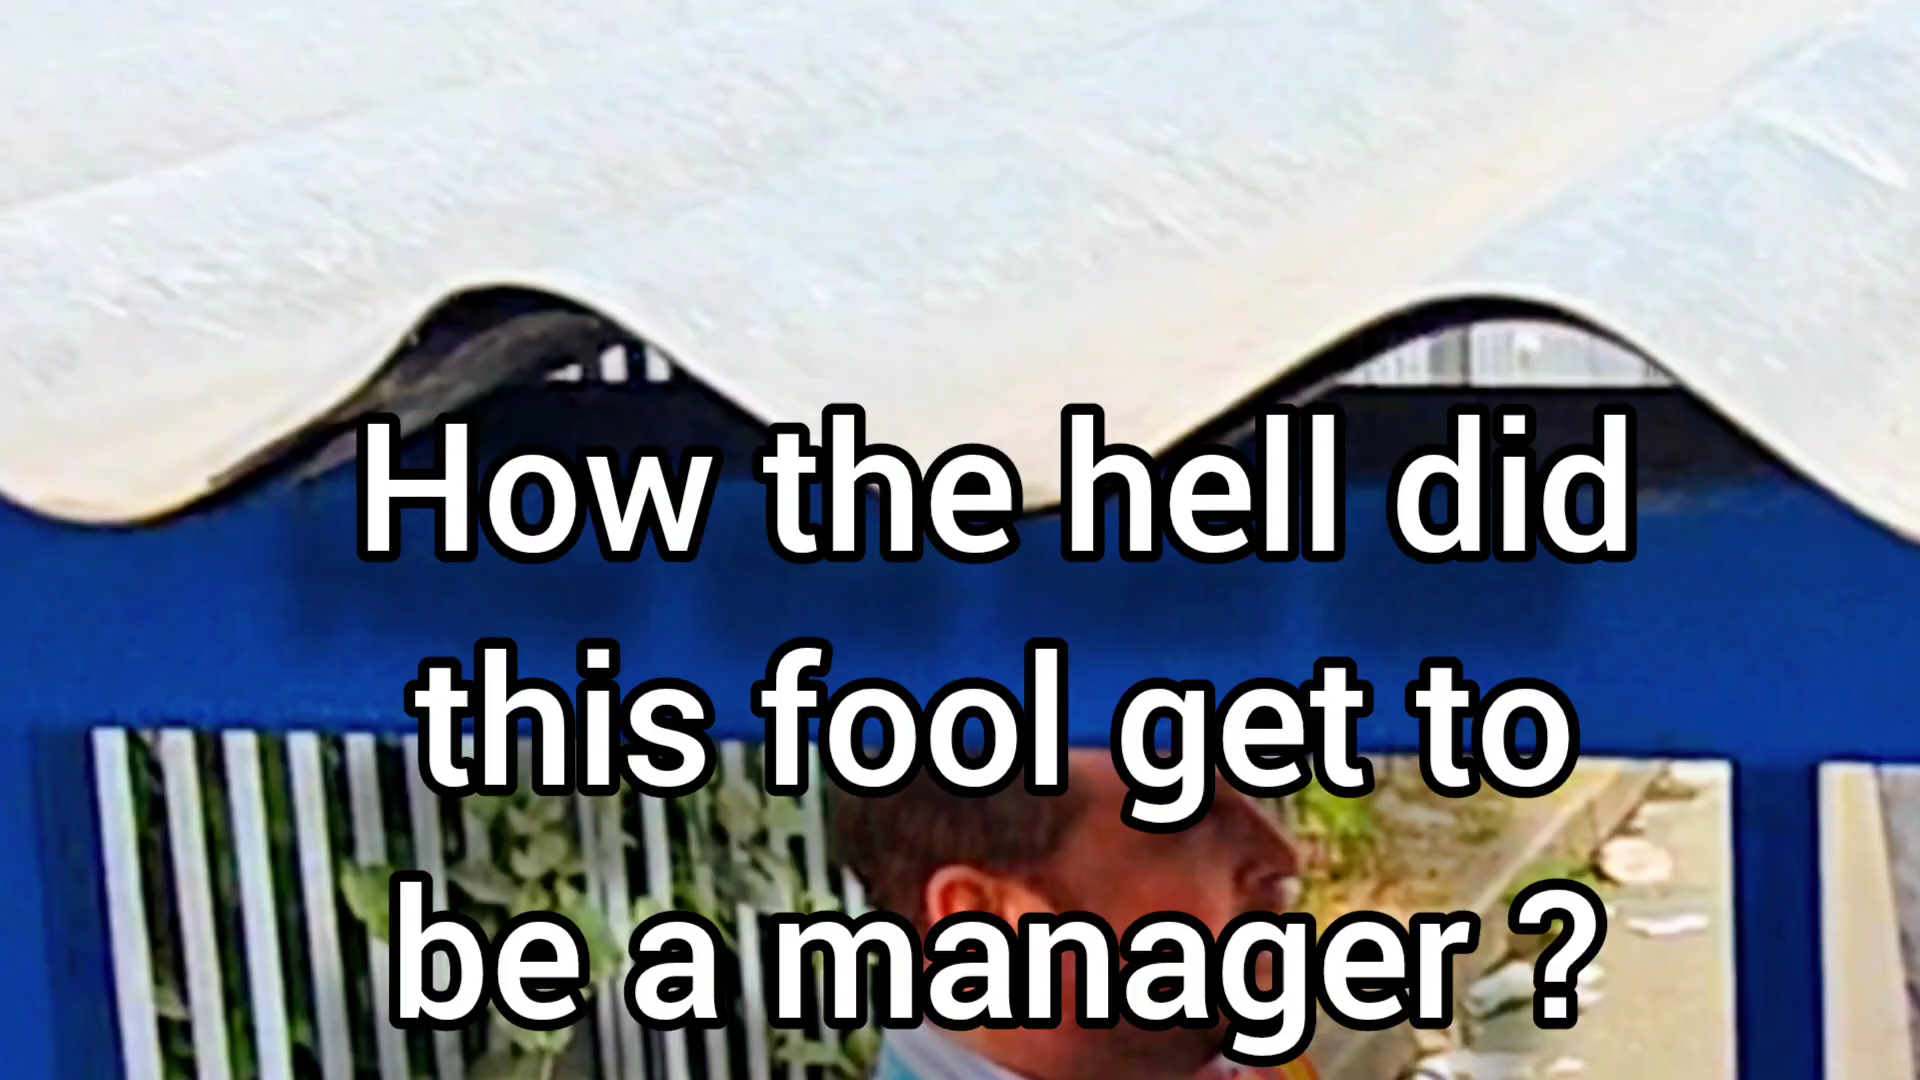 How the hell did
this fool get to
be a manager ?